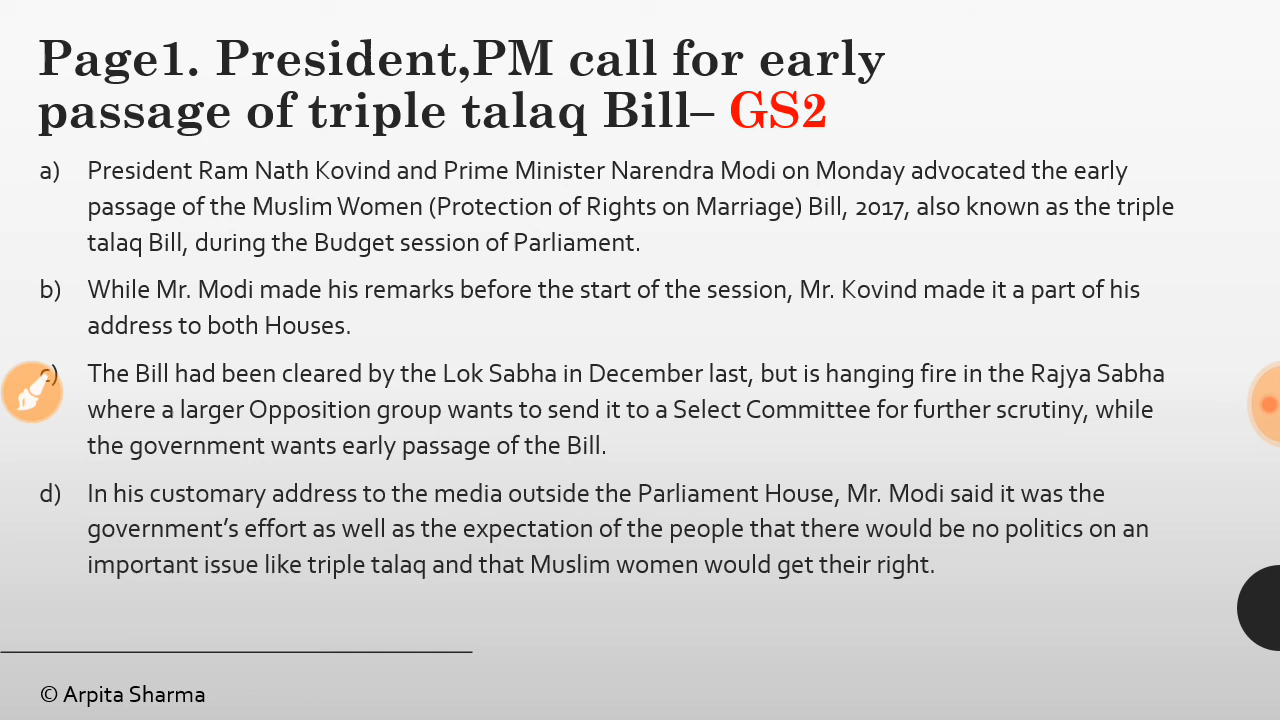 Page1. President,PM call for early
passage of triple talaq Bill– GS2
a) President Ram Nath Kovind and Prime Minister Narendra Modi on Monday advocated the early
passage of the Muslim Women (Protection of Rights on Marriage) Bill, 2017, also known as the triple
talaq Bill, during the Budget session of Parliament.
b) While Mr. Modi made his remarks before the start of the session, Mr. Kovind made it a part of his
address to both Houses.
c) The Bill had been cleared by the Lok Sabha in December last, but is hanging fire in the Rajya Sabha
where a larger Opposition group wants to send it to a Select Committee for further scrutiny, while
the government wants early passage of the Bill.
d) In his customary address to the media outside the Parliament House, Mr. Modi said it was the
government’s effort as well as the expectation of the people that there would be no politics on an
important issue like triple talaq and that Muslim women would get their right.
© Arpita Sharma